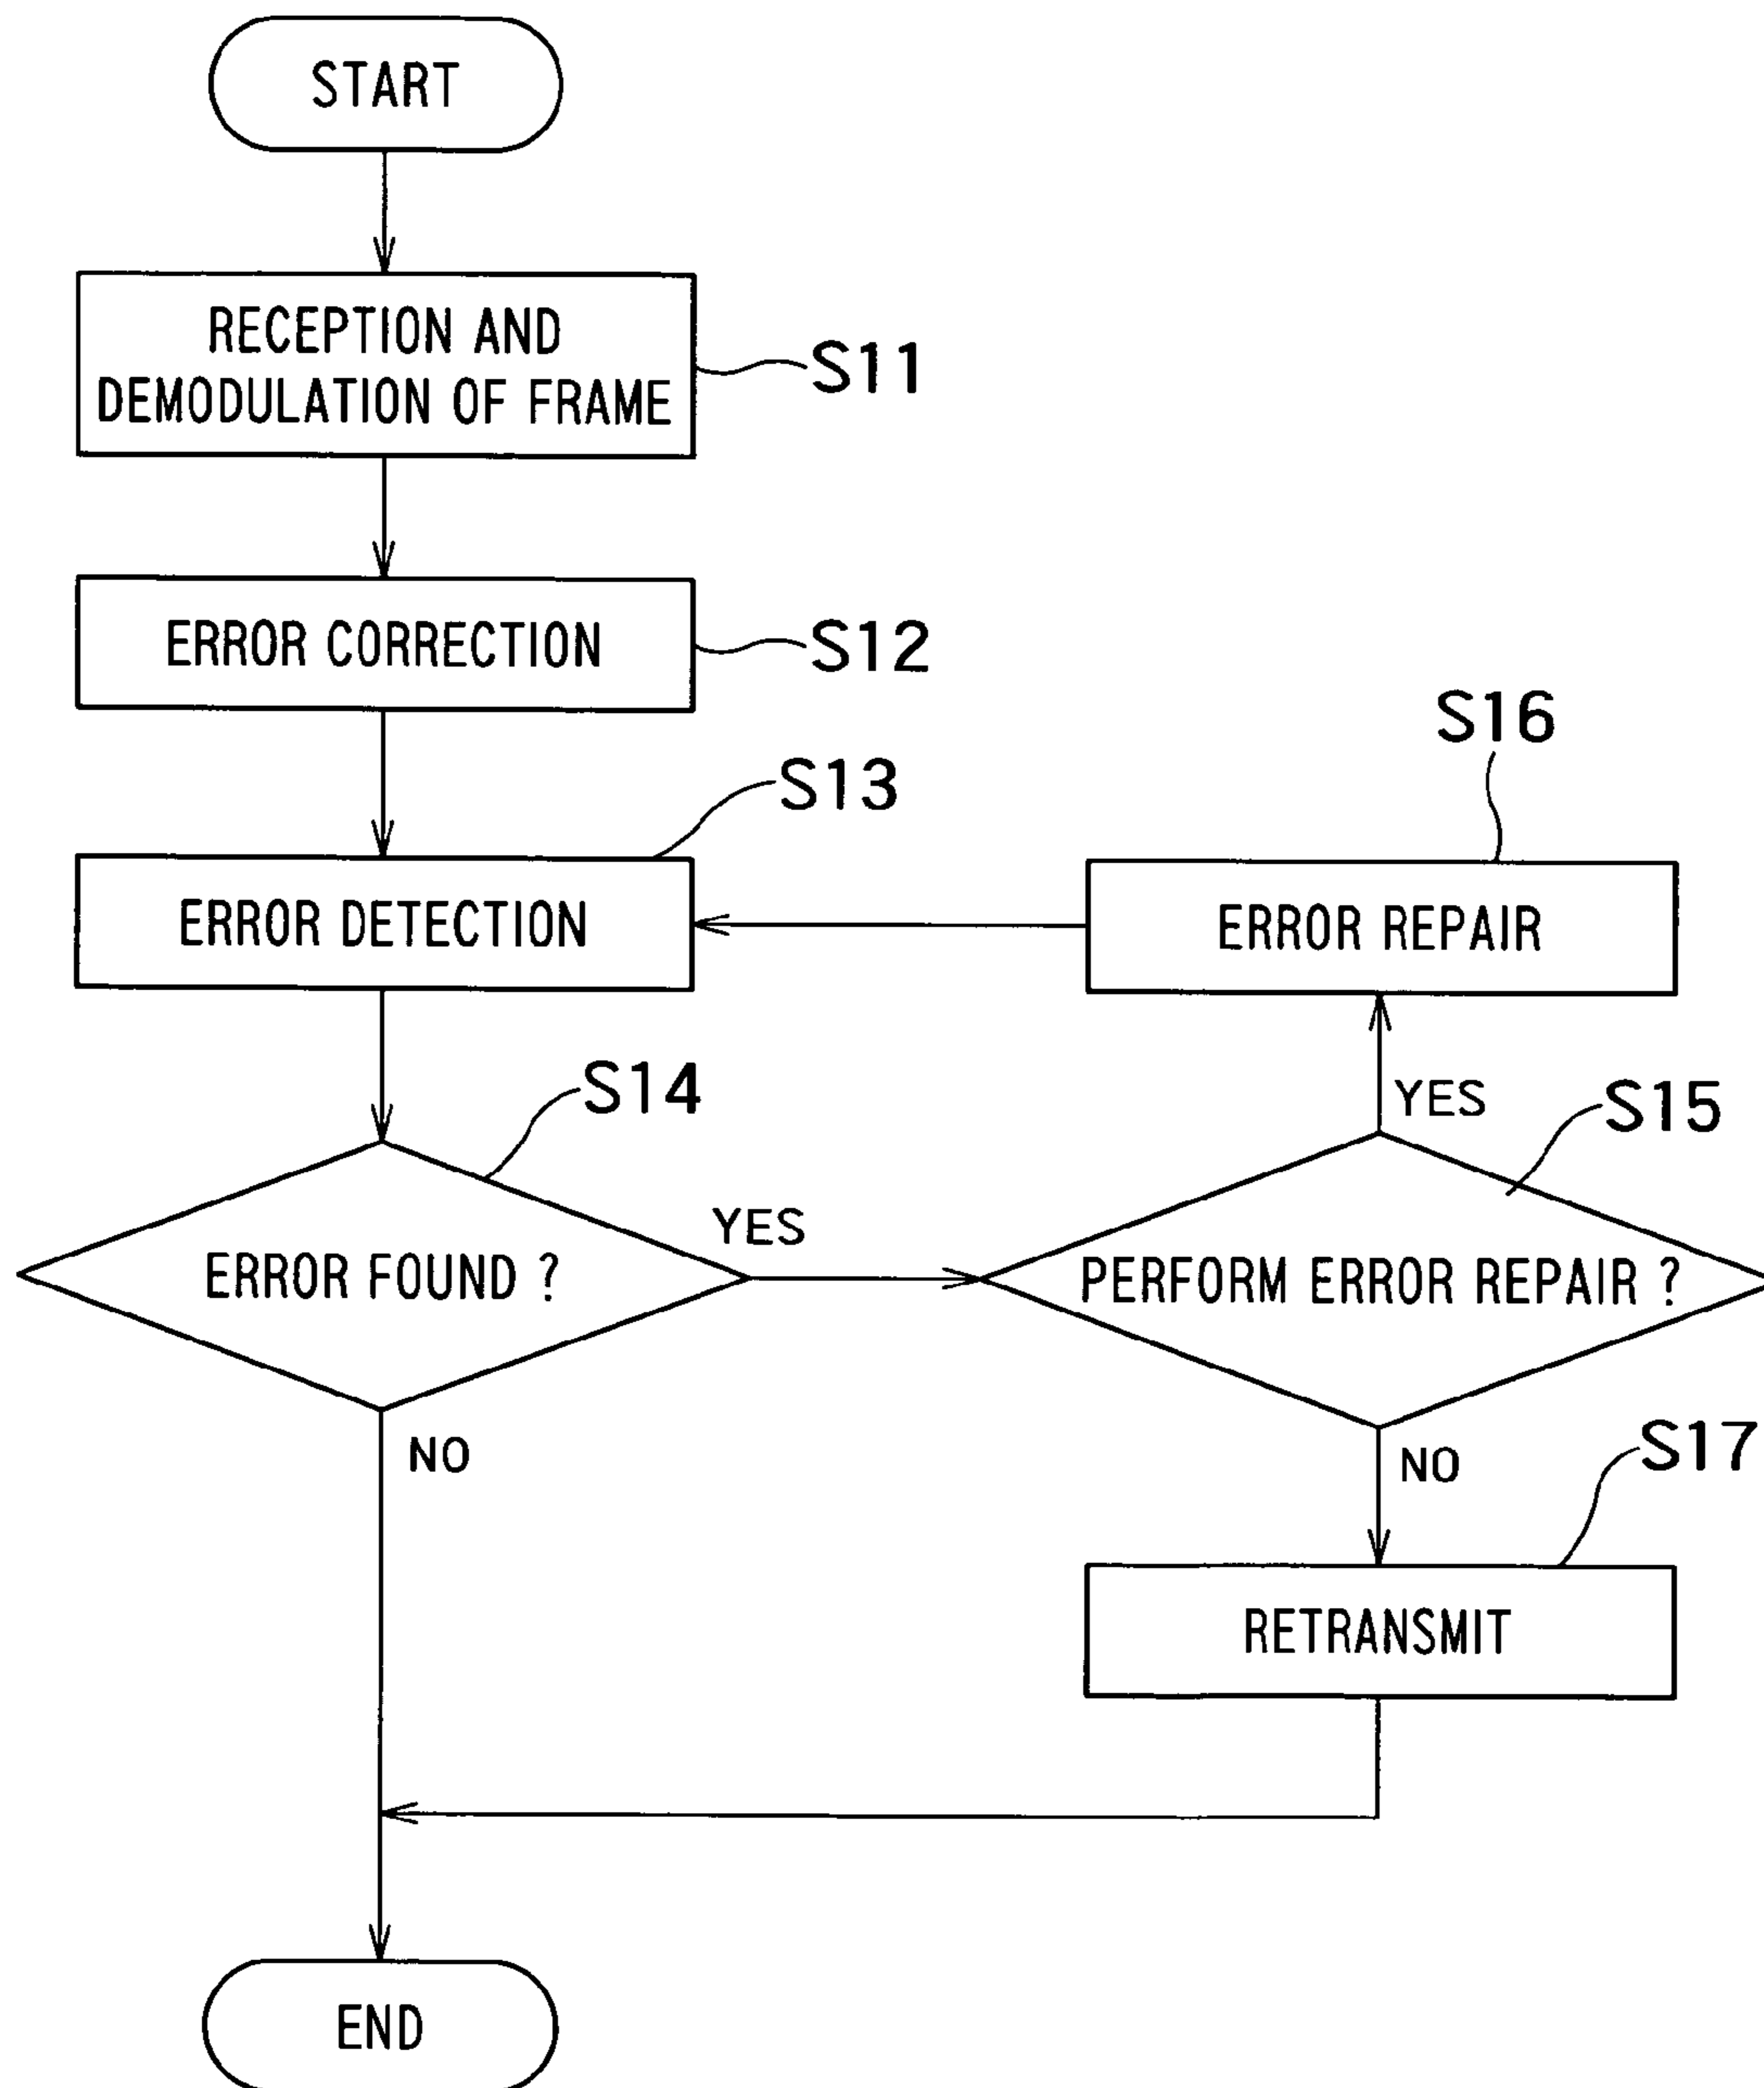 START
RECEPTION AND
DEMODULATION OF FRAME
S11
ERROR CORRECTION
S12
S16
S13
ERROR DETECTION
ERROR REPAIR
S14
YES
S15
YES
ERROR FOUND ?
PERFORM ERROR REPAIR ?
NO
NO
S17
RETRANSMIT
END